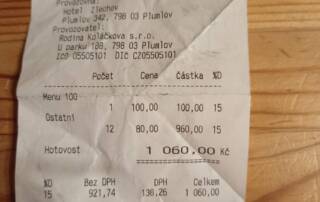 Provozovna:
Hotel Zlechov
Plumlov 342, 798 03 Plumlov
Provozovatel:
Rodina Koláčkova s.r.o.
U parku 188, 798 03 Plumlov
IČO 05505101 DIČ CZ05505101
Počet Cena Částka %D
Menu 100
1 100,00 100,00 15
Ostatní
12 80,00 960,00 15
Hotovost 1 060.00 Kč
%D Bez DPH DPH Celkem
15 921,74 138,26 1 060,00